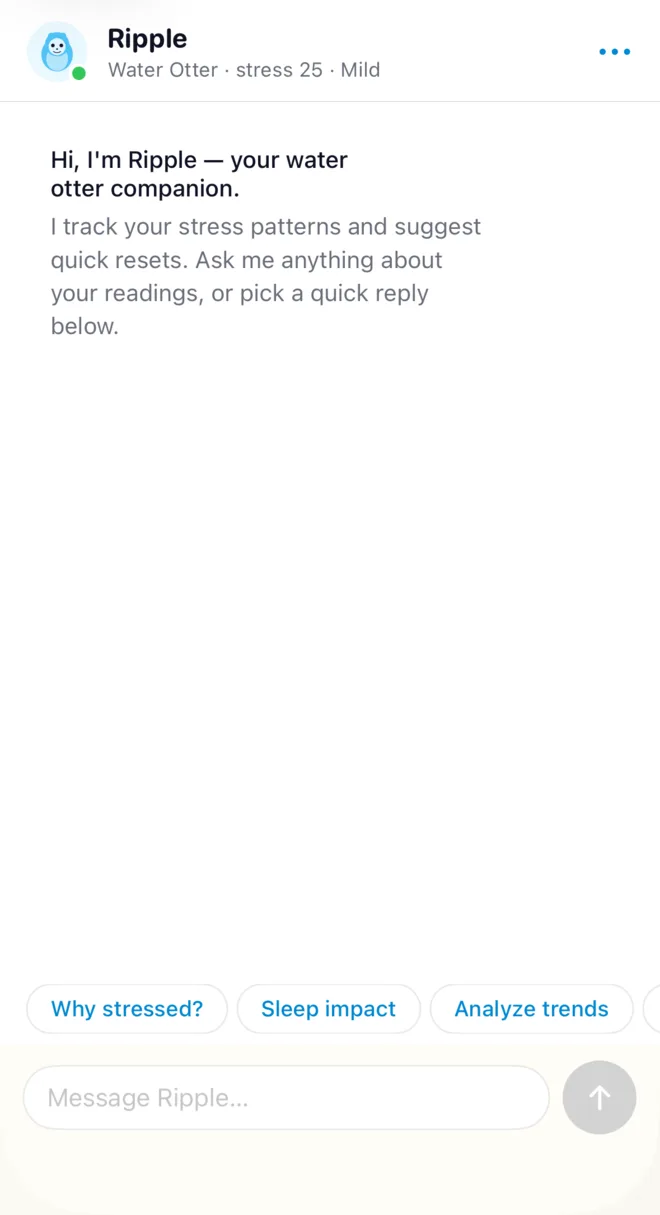 Ripple
Water Otter · stress 25 · Mild
Hi, I'm Ripple — your water
otter companion.
I track your stress patterns and suggest
quick resets. Ask me anything about
your readings, or pick a quick reply
below.
Why stressed?
Sleep impact
Analyze trends
Message Ripple...